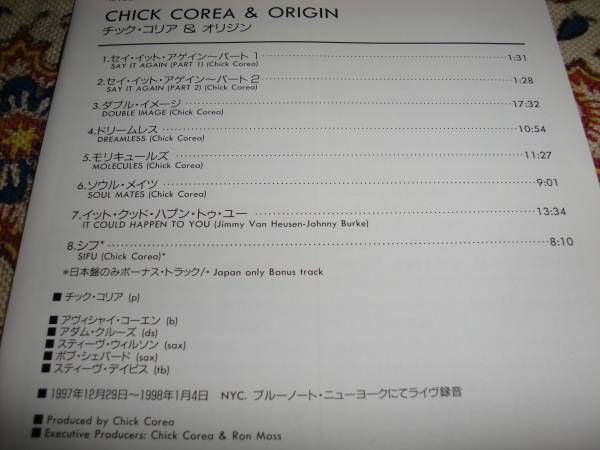 CHICK COREA & ORIGIN
チック・コリア & オリジン
1.セイ・イット・アゲインーパート1 1:31
SAY IT AGAIN (PART 1) (Chick Corea)
2.セイ・イット・アゲインーパート2 1:28
SAY IT AGAIN (PART 2) (Chick Corea)
3.ダブル・イメージ 17:32
DOUBLE IMAGE (Chick Corea)
4.ドリームレス 10:54
DREAMLESS (Chick Corea)
5.モリキュールズ 11:27
MOLECULES (Chick Corea)
6.ソウル・メイツ 9:01
SOUL MATES (Chick Corea)
7.イット・クッド・ハプン・トゥ・ユー 13:34
IT COULD HAPPEN TO YOU (Jimmy Van Heusen-Johnny Burke)
8.シフ* 8:10
SIFU (Chick Corea)*
*日本盤のみボーナス・トラック/• Japan only Bonus track
■ チック・コリア (p)
■ アヴィシャイ・コーエン (b)
■ アダム・クルーズ (ds)
■ スティーヴ・ウィルソン (sax)
■ ボブ・シェパード (sax)
■ スティーヴ・デイビス (tb)
■ 1997年12月29日〜1998年1月4日 NYC. ブルーノート・ニューヨークにてライヴ録音
■ Produced by Chick Corea
■ Executive Producers: Chick Corea & Ron Moss